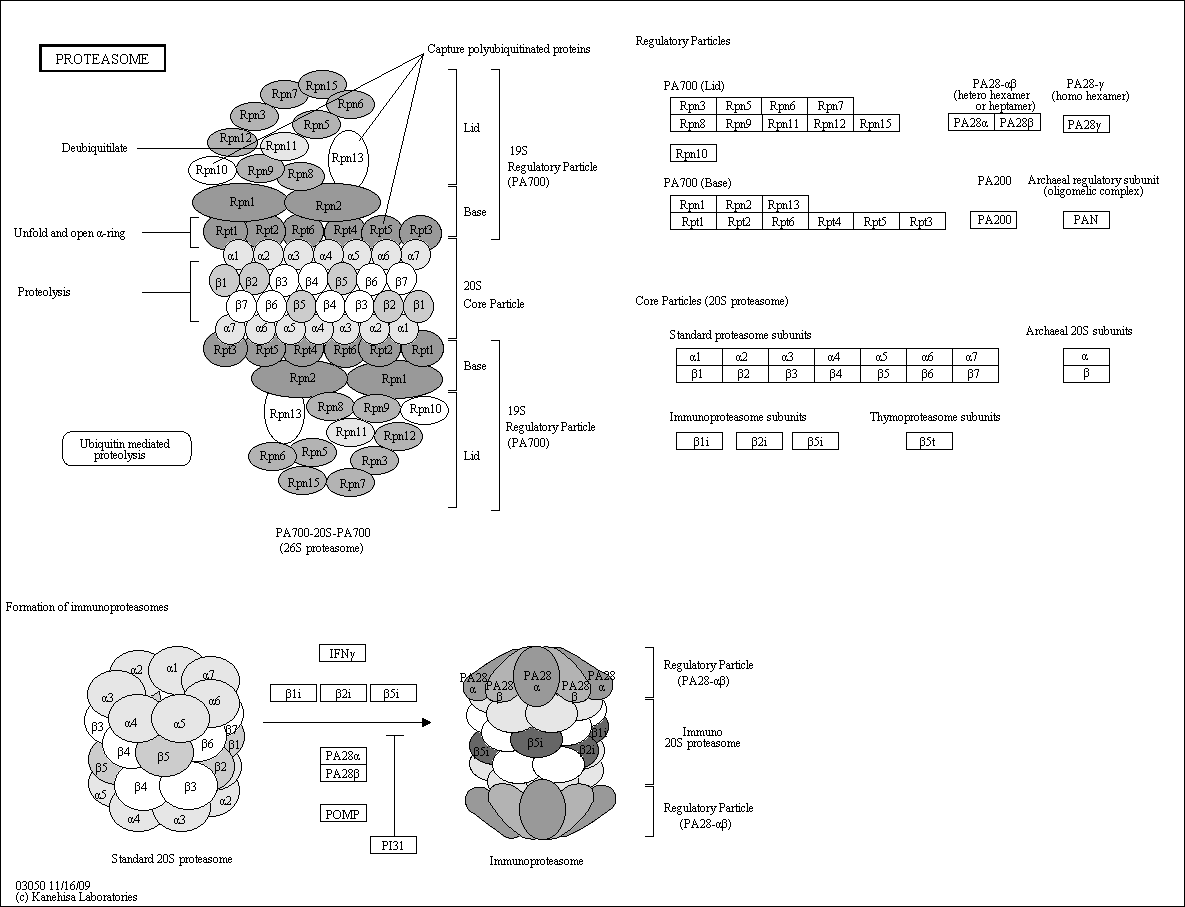 PROTEASOME
Capture polyubiquitinated proteins
Rpn15
Rpn7
Rpn6
Rpn3
Rpn5
Rpn12
Rpn11
Deubiquitilate
Rpn13
Rpn10
Rpn9
Rpn8
Lid
19S
Regulatory Particle
(PA700)
Rpn1
Rpn2
Base
Unfold and open α-ring
Rpt1 Rpt2 Rpt6 Rpt4 Rpt5 Rpt3
α1 α2 α3 α4 α5 α6 α7
Proteolysis
β1 β2 β3 β4 β5 β6 β7
β7 β6 β5 β4 β3 β2 β1
20S
Core Particle
α7 α6 α5 α4 α3 α2 α1
Rpt3 Rpt5 Rpt4 Rpt6 Rpt2 Rpt1
Base
Rpn2 Rpn1
Rpn13 Rpn8 Rpn9 Rpn10
19S
Regulatory Particle
(PA700)
Rpn11 Rpn12
Ubiquitin mediated
proteolysis
Rpn6 Rpn5 Rpn3
Lid
Rpn15 Rpn7
PA700-20S-PA700
(26S proteasome)
Regulatory Particles
PA700 (Lid)
Rpn3 Rpn5 Rpn6 Rpn7
Rpn8 Rpn9 Rpn11 Rpn12 Rpn15
Rpn10
PA28-αβ
(hetero hexamer
or heptamer)
PA28α PA28β
PA28-γ
(homo hexamer)
PA28γ
PA700 (Base)
Rpn1 Rpn2 Rpn13
Rpt1 Rpt2 Rpt6 Rpt4 Rpt5 Rpt3
PA200
PA200
Archaeal regulatory subunit
(oligomelic complex)
PAN
Core Particles (20S proteasome)
Standard proteasome subunits
α1 α2 α3 α4 α5 α6 α7
β1 β2 β3 β4 β5 β6 β7
Archaeal 20S subunits
α
β
Immunoproteasome subunits
β1i β2i β5i
Thymoproteasome subunits
β5t
Formation of immunoproteasomes
α2 α1 α7
α3 α6
α4 α5
β3 β7
β4 β6 β1
β5 β5 β2
β4 β3
α5 α2
α4 α3
Standard 20S proteasome
IFNγ
β1i β2i β5i
PA28α
PA28β
POMP
PI31
PA28
α
PA28
β
PA28
α
PA28
β
PA28
α
β1i
β5i β5i β2i
Immunoproteasome
Regulatory Particle
(PA28-αβ)
Immuno
20S proteasome
Regulatory Particle
(PA28-αβ)
03050 11/16/09
(c) Kanehisa Laboratories